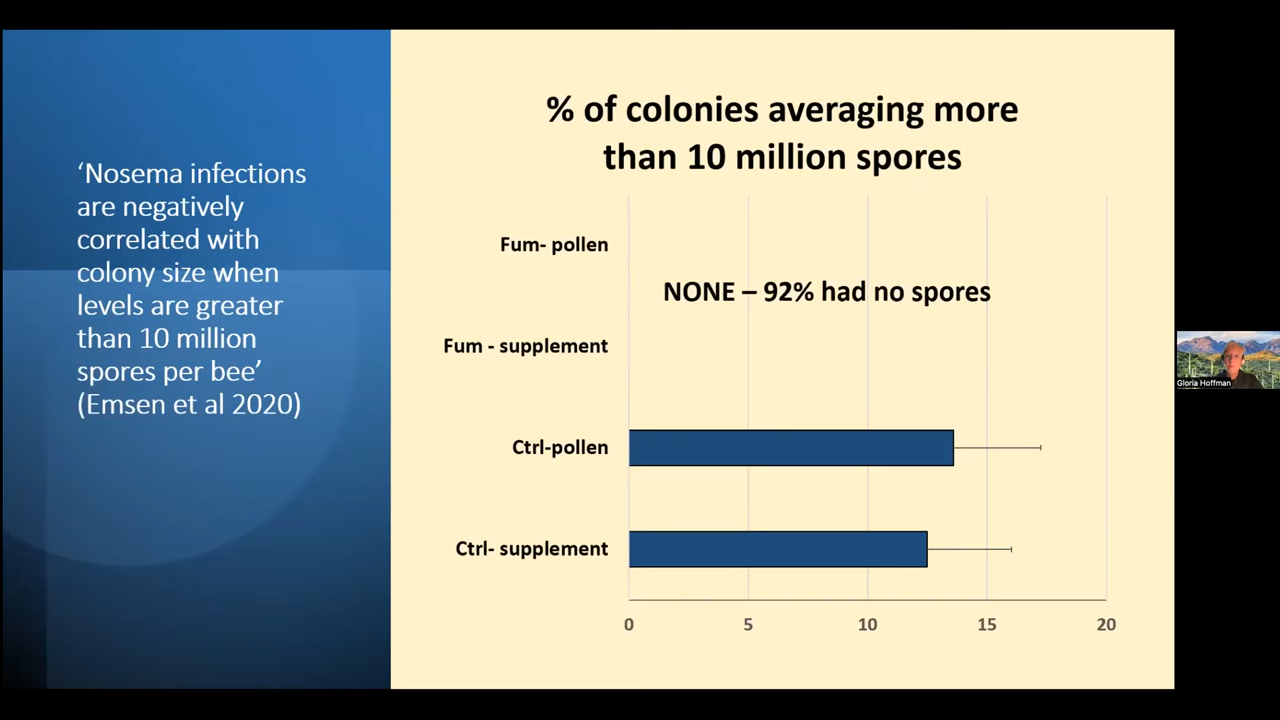 ‘Nosema infections
are negatively
correlated with
colony size when
levels are greater
than 10 million
spores per bee’
(Emsen et al 2020)
% of colonies averaging more
than 10 million spores
Fum- pollen
NONE – 92% had no spores
Fum - supplement
Ctrl-pollen
Ctrl- supplement
0 5 10 15 20
Gloria Hoffman